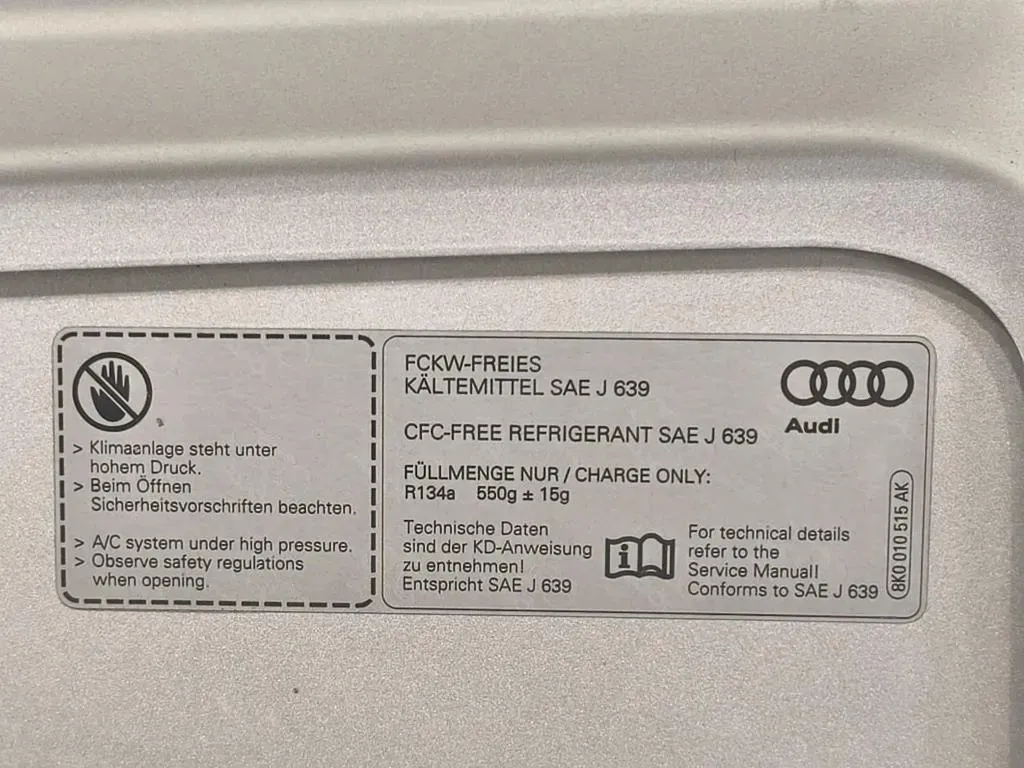 > Klimaanlage steht unter
hohem Druck.
> Beim Öffnen
Sicherheitsvorschriften beachten.
> A/C system under high pressure.
> Observe safety regulations
when opening.
FCKW-FREIES
KÄLTEMITTEL SAE J 639
CFC-FREE REFRIGERANT SAE J 639
FÜLLMENGE NUR / CHARGE ONLY:
R134a 550g ± 15g
Technische Daten
sind der KD-Anweisung
zu entnehmen!
Entspricht SAE J 639
i
For technical details
refer to the
Service Manual!
Conforms to SAE J 639
Audi
8K0 010 515 AK